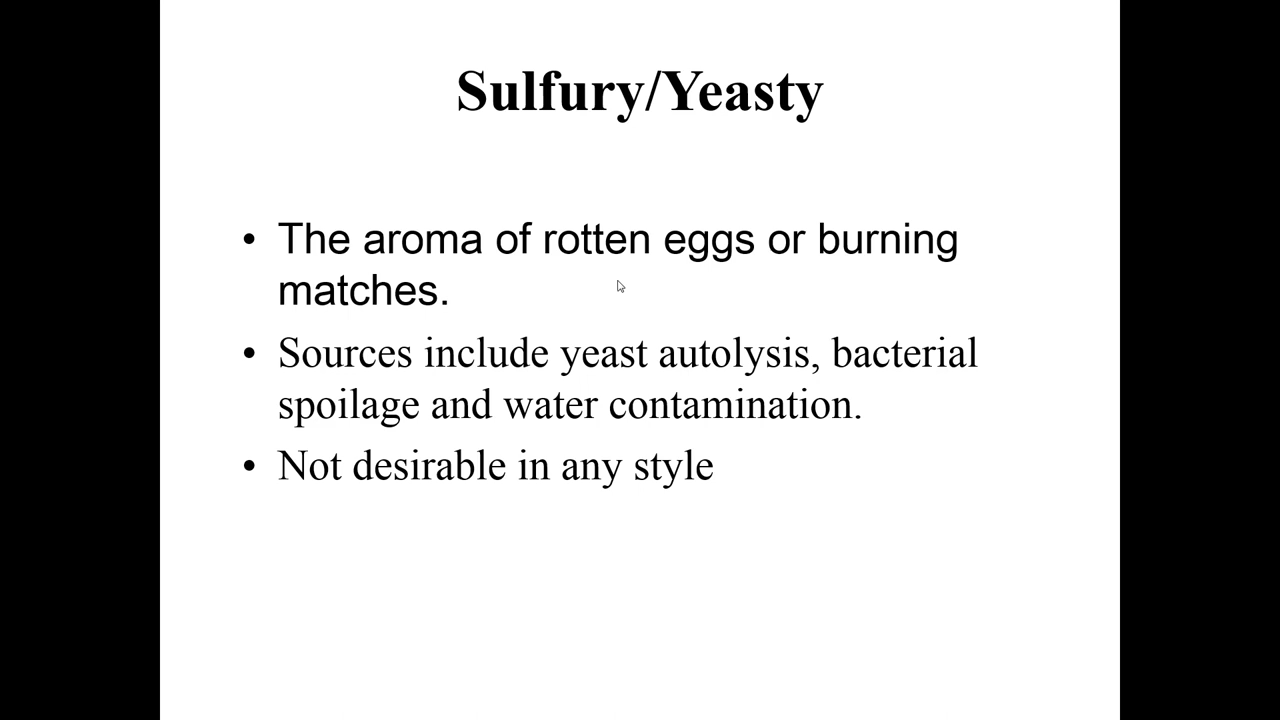 Sulfury/Yeasty
• The aroma of rotten eggs or burning
matches.
• Sources include yeast autolysis, bacterial
spoilage and water contamination.
• Not desirable in any style